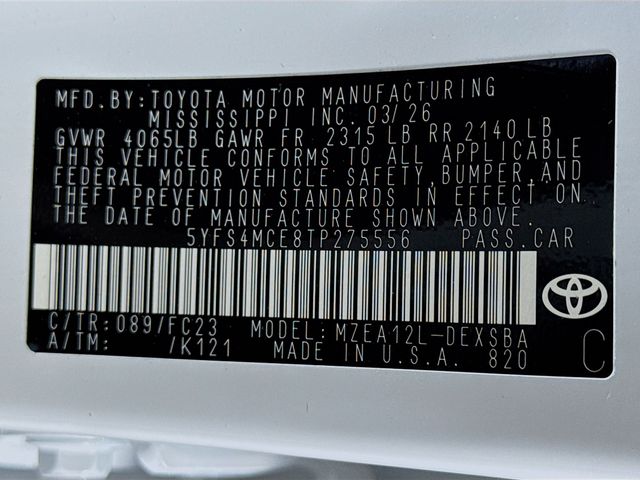 MFD.BY:TOYOTA MOTOR MANUFACTURING
MISSISSIPPI INC. 03/26
GVWR 4065LB GAWR FR 2315 LB RR 2140 LB
THIS VEHICLE CONFORMS TO ALL APPLICABLE
FEDERAL MOTOR VEHICLE SAFETY, BUMPER, AND
THEFT PREVENTION STANDARDS IN EFFECT ON
THE DATE OF MANUFACTURE SHOWN ABOVE.
5YFS4MCE8TP275556 PASS.CAR
C/TR: 089/FC23 MODEL: MZEA12L-DEXSBA
A/TM: /K121 MADE IN U.S.A. 820
C